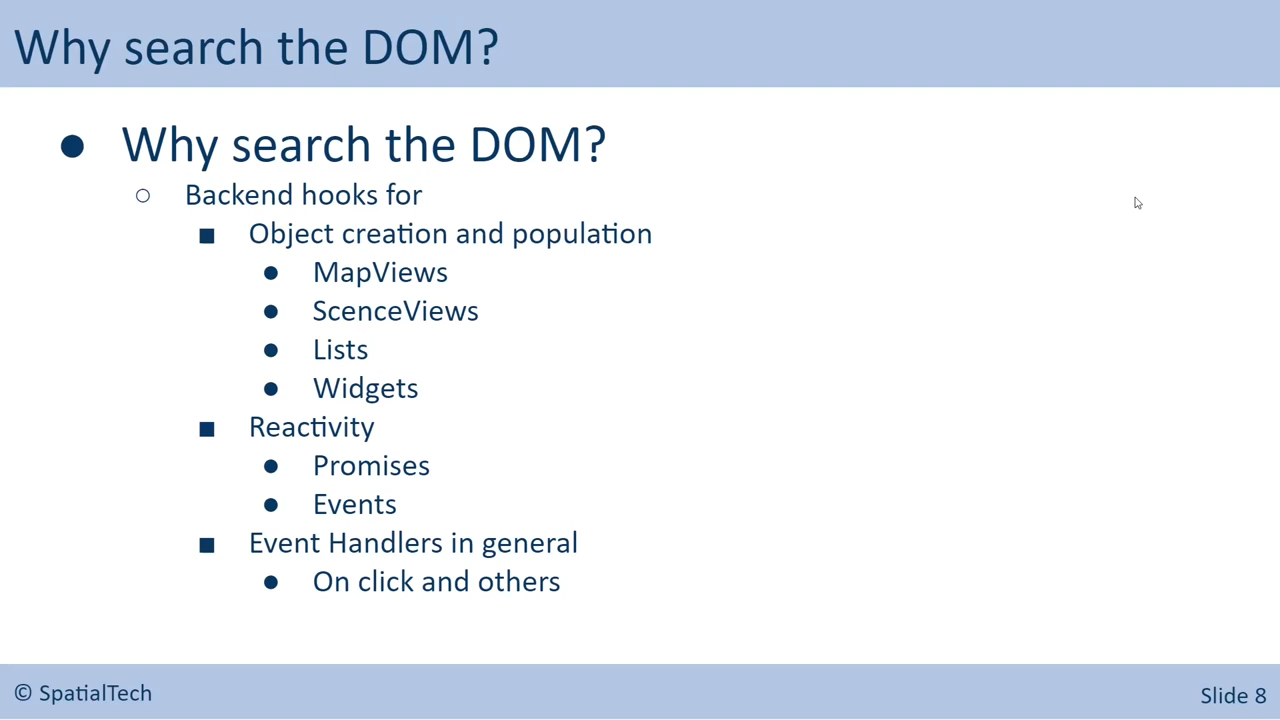 Why search the DOM?
● Why search the DOM?
○ Backend hooks for
■ Object creation and population
● MapViews
● ScenceViews
● Lists
● Widgets
■ Reactivity
● Promises
● Events
■ Event Handlers in general
● On click and others
© SpatialTech
Slide 8